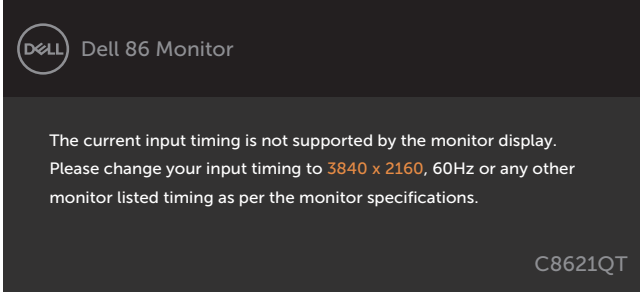 DELL
Dell 86 Monitor
The current input timing is not supported by the monitor display.
Please change your input timing to 3840 x 2160, 60Hz or any other
monitor listed timing as per the monitor specifications.
C8621QT